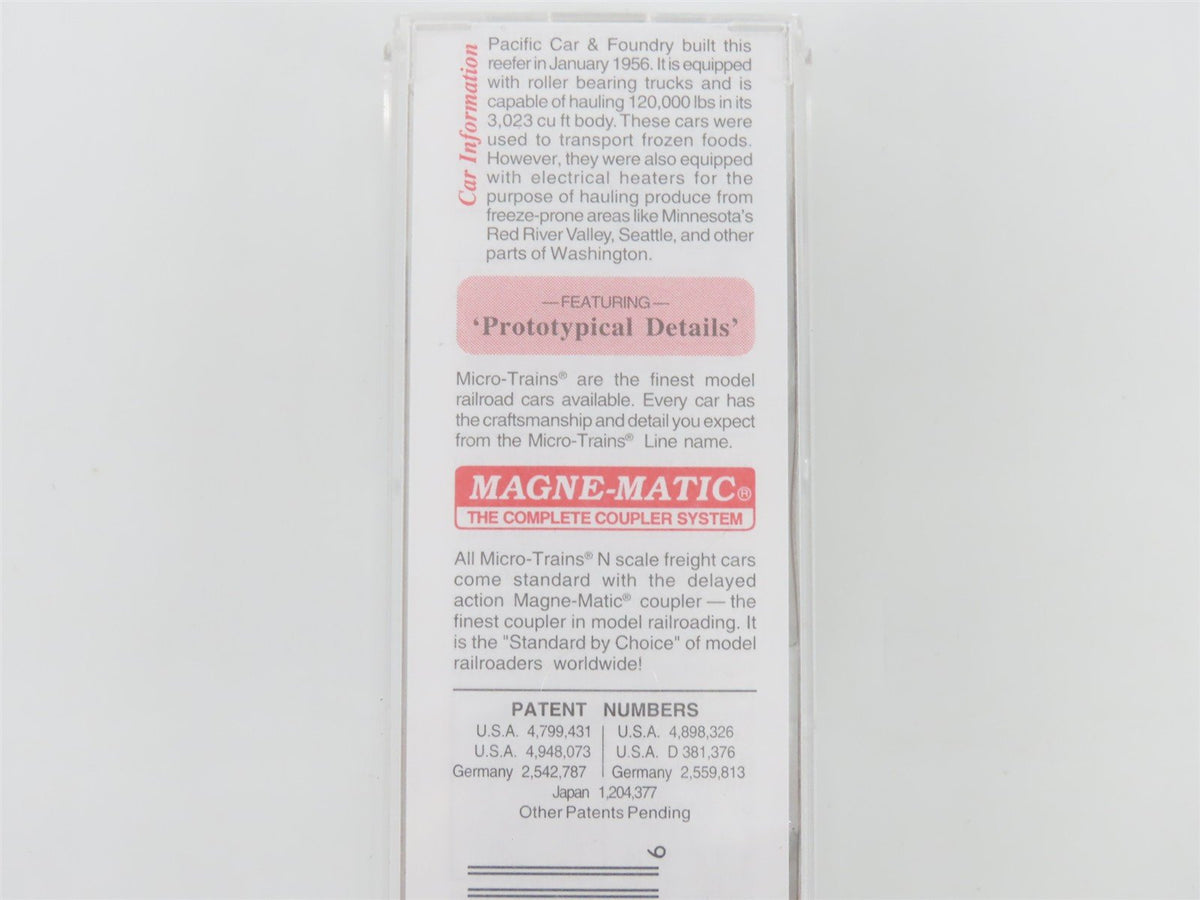 Car Information
Pacific Car & Foundry built this
reefer in January 1956. It is equipped
with roller bearing trucks and is
capable of hauling 120,000 lbs in its
3,023 cu ft body. These cars were
used to transport frozen foods.
However, they were also equipped
with electrical heaters for the
purpose of hauling produce from
freeze-prone areas like Minnesota's
Red River Valley, Seattle, and other
parts of Washington.
—FEATURING—
'Prototypical Details'
Micro-Trains® are the finest model
railroad cars available. Every car has
the craftsmanship and detail you expect
from the Micro-Trains® Line name.
MAGNE-MATIC®
THE COMPLETE COUPLER SYSTEM
All Micro-Trains® N scale freight cars
come standard with the delayed
action Magne-Matic® coupler — the
finest coupler in model railroading. It
is the "Standard by Choice" of model
railroaders worldwide!
PATENT NUMBERS
U.S.A. 4,799,431 | U.S.A. 4,898,326
U.S.A. 4,948,073 | U.S.A. D 381,376
Germany 2,542,787 | Germany 2,559,813
Japan 1,204,377
Other Patents Pending
6